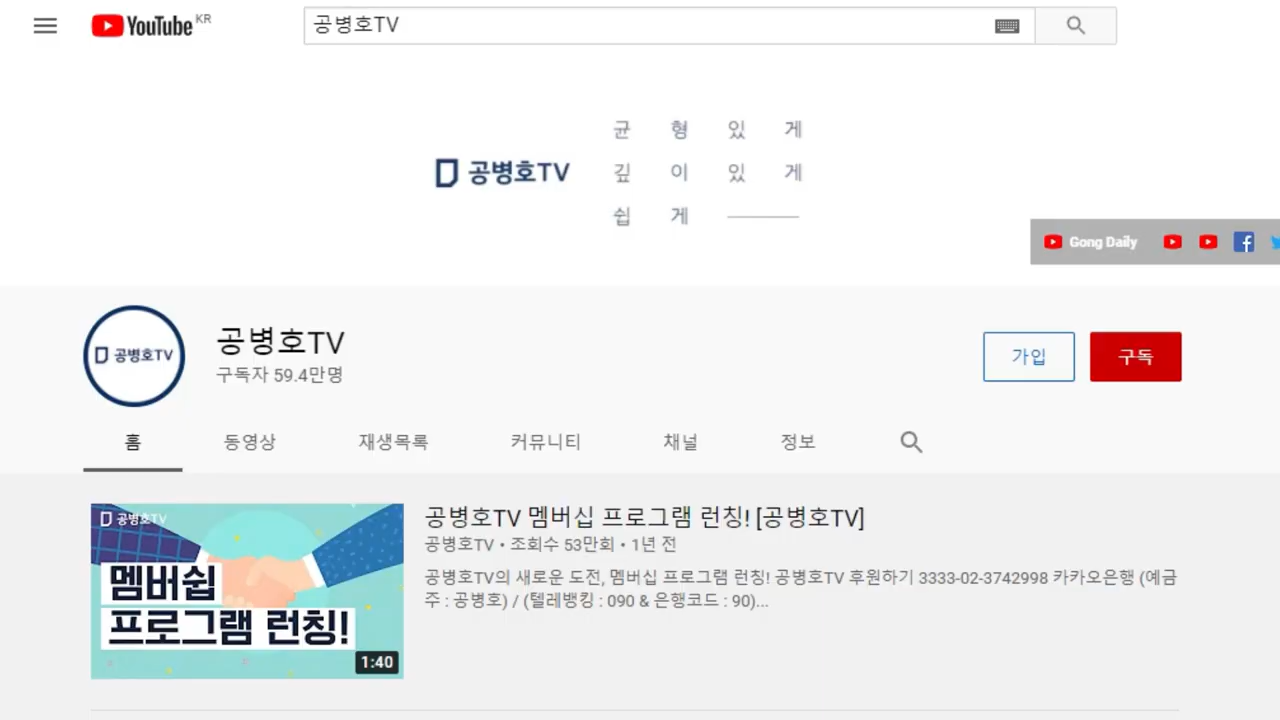 YouTube KR
공병호TV
균 형 있 게
공병호TV
깊 이 있 게
쉽 게
Gong Daily
공병호TV
공병호TV
구독자 59.4만명
가입
구독
홈 동영상 재생목록 커뮤니티 채널 정보
공병호TV
멤버쉽
프로그램 런칭!
1:40
공병호TV 멤버십 프로그램 런칭! [공병호TV]
공병호TV • 조회수 53만회 • 1년 전
공병호TV의 새로운 도전, 멤버십 프로그램 런칭! 공병호TV 후원하기 3333-02-3742998 카카오은행 (예금
주 : 공병호) / (텔레뱅킹 : 090 & 은행코드 : 90)...